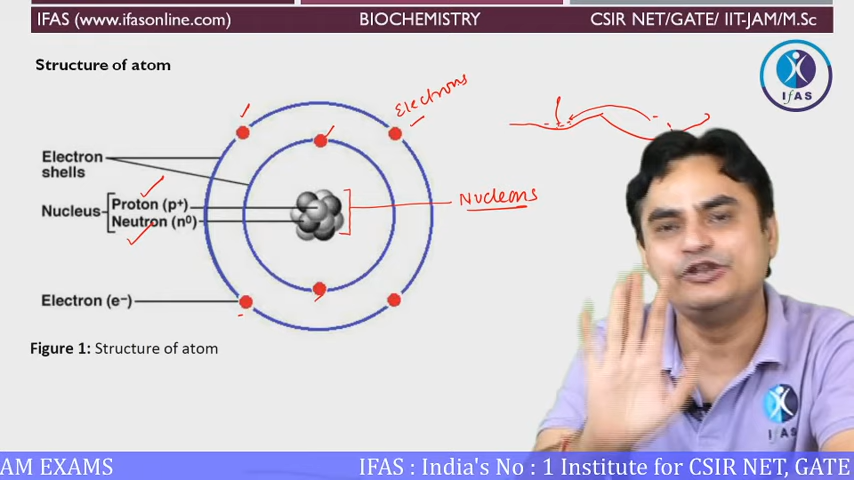 IFAS (www.ifasonline.com) BIOCHEMISTRY CSIR NET/GATE/ IIT-JAM/M.Sc
Structure of atom
IfAS
Electrons
Electron
shells
Proton (p⁺)
Nucleus
Neutron (n⁰)
Nucleons
Electron (e⁻)
Figure 1: Structure of atom
IfAS
AM EXAMS IFAS : India's No : 1 Institute for CSIR NET, GATE